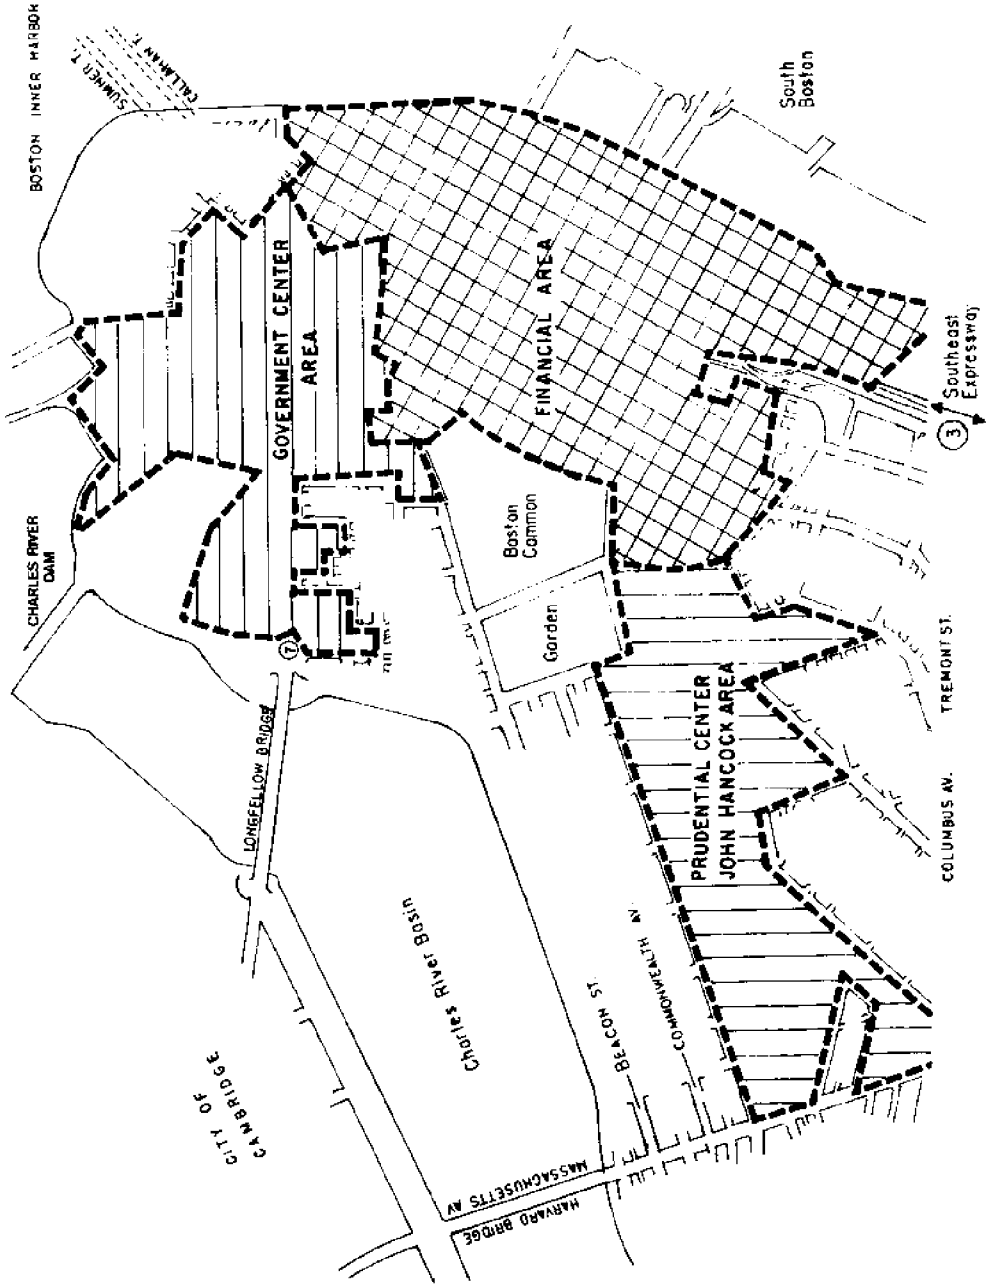 BOSTON INNER HARBOR
SUMNER T.
CALLAHAN T.
South
Boston
GOVERNMENT CENTER
AREA
FINANCIAL AREA
Southeast
Expressway
3
CHARLES RIVER
DAM
Boston
Common
Garden
7
LONGFELLOW BRIDGE
PRUDENTIAL CENTER
JOHN HANCOCK AREA
TREMONT ST.
COLUMBUS AV.
Charles River Basin
BEACON ST.
COMMONWEALTH AV.
CITY OF
CAMBRIDGE
MASSACHUSETTS AV
HARVARD BRIDGE